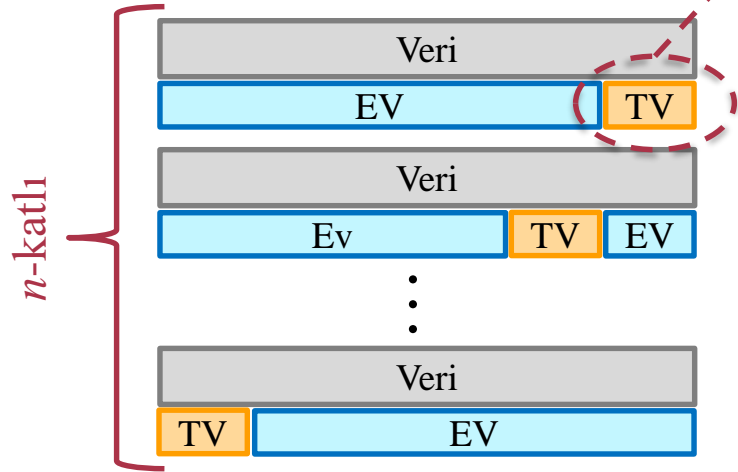 n-katlı
Veri
EV TV
Veri
Ev TV EV
Veri
TV EV